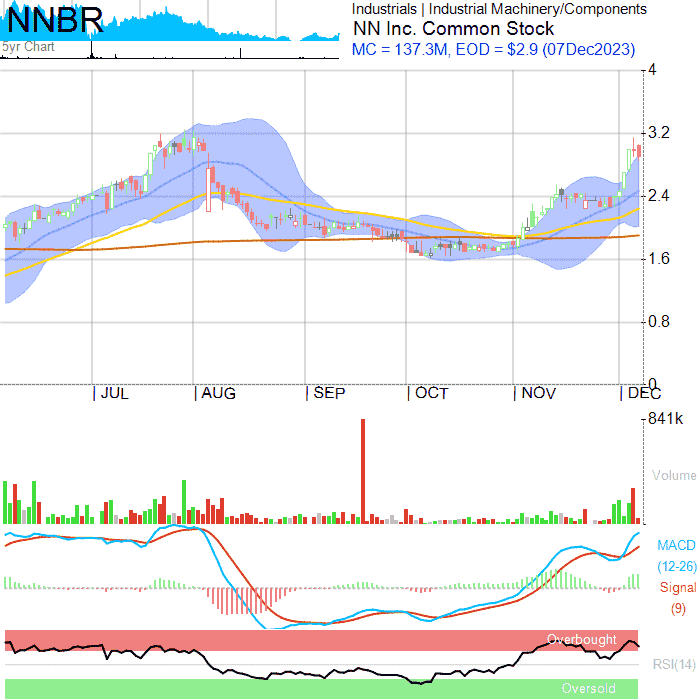 NNBR
5yr Chart
Industrials | Industrial Machinery/Components
NN Inc. Common Stock
MC = 137.3M, EOD = $2.9 (07Dec2023)
4
3.2
2.4
1.6
0.8
0
JUL AUG SEP OCT NOV DEC
841k
Volume
MACD
(12-26)
Signal
(9)
Overbought
RSI(14)
Oversold